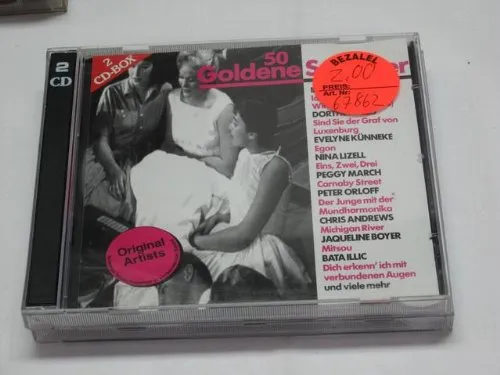 2
CD
2
CD-BOX
50
Goldene
BEZALEL
2,00
PREIS:
Art. Nr.
67862
Sind Sie der Graf von
Luxenburg
EVELYNE KÜNNEKE
Egon
NINA LIZELL
Eins, Zwei, Drei
PEGGY MARCH
Carnaby Street
PETER ORLOFF
Der Junge mit der
Mundharmonika
CHRIS ANDREWS
Michigan River
JAQUELINE BOYER
Mitsou
BATA ILLIC
Dich erkenn' ich mit
verbundenen Augen
und viele mehr
Original
Artists